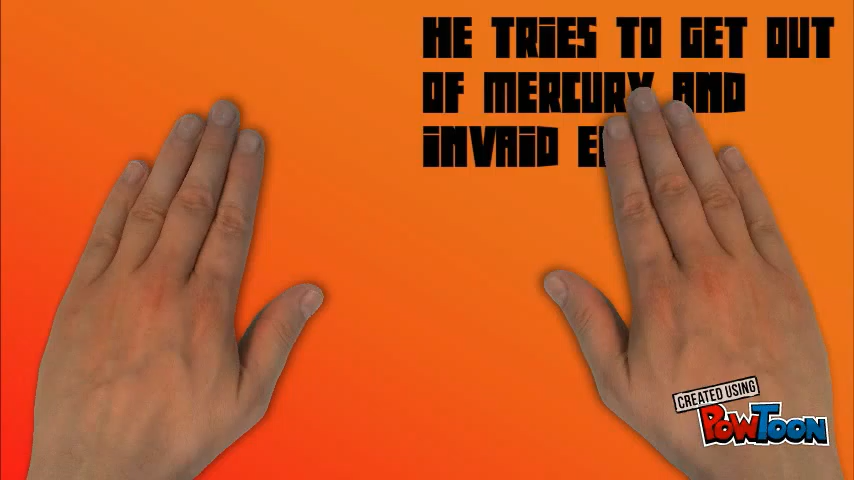 HE TRIES TO GET OUT
OF MERCURY AND
INVAID
CREATED USING
POWTOON